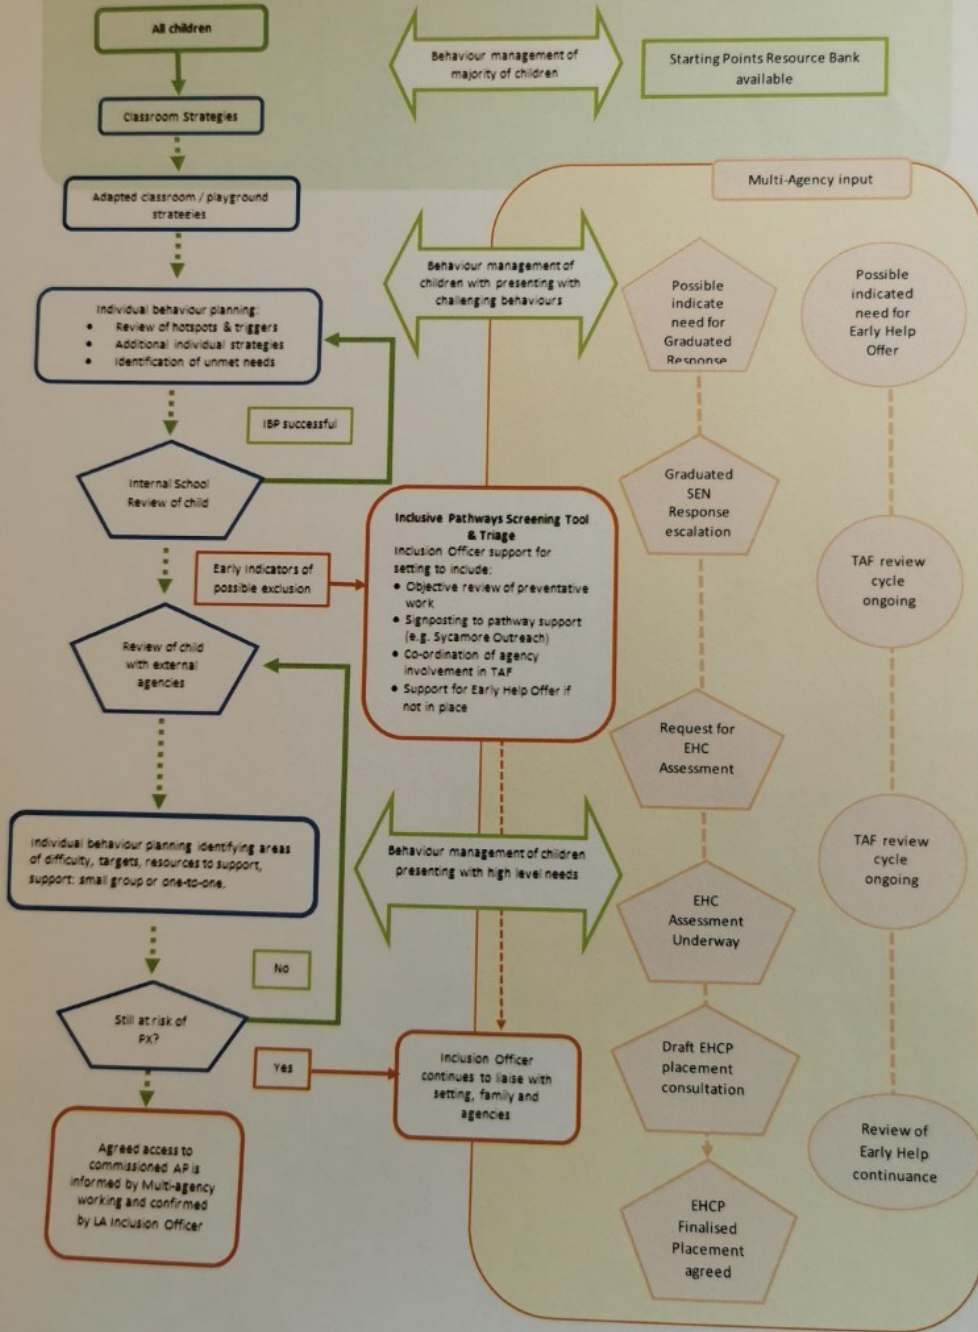 All children
Behaviour management of
majority of children
Starting Points Resource Bank
available
Classroom Strategies
Multi-Agency input
Adapted classroom / playground
strategies
Behaviour management of
children with presenting with
challenging behaviours
Possible
indicate
need for
Graduated
Response
Possible
indicated
need for
Early Help
Offer
Individual behaviour planning:
• Review of hotspots & triggers
• Additional individual strategies
• Identification of unmet needs
IBP successful
Internal School
Review of child
Graduated
SEN
Response
escalation
Inclusive Pathways Screening Tool
& Triage
Inclusion Officer support for
setting to include:
• Objective review of preventative
work
• Signposting to pathway support
(e.g. Sycamore Outreach)
• Co-ordination of agency
involvement in TAF
• Support for Early Help Offer if
not in place
Early indicators of
possible exclusion
TAF review
cycle
ongoing
Review of child
with external
agencies
Request for
EHC
Assessment
Individual behaviour planning identifying areas
of difficulty, targets, resources to support,
support: small group or one-to-one.
Behaviour management of children
presenting with high level needs
TAF review
cycle
ongoing
EHC
Assessment
Underway
No
Still at risk of
PX?
Yes
Inclusion Officer
continues to liaise with
setting, family and
agencies
Draft EHCP
placement
consultation
Agreed access to
commissioned AP is
informed by Multi-agency
working and confirmed
by LA Inclusion Officer
Review of
Early Help
continuance
EHCP
Finalised
Placement
agreed